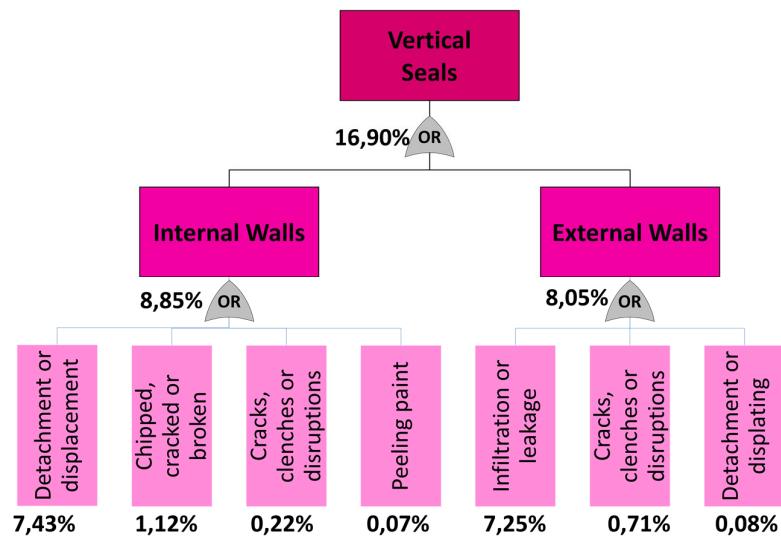 Vertical
Seals
16,90%
OR
Internal Walls
External Walls
8,85%
OR
8,05%
OR
Detachment or
displacement
Chipped,
cracked or
broken
Cracks,
clenches or
disruptions
Peeling paint
Infiltration or
leakage
Cracks,
clenches or
disruptions
Detachment or
displating
7,43%
1,12%
0,22%
0,07%
7,25%
0,71%
0,08%